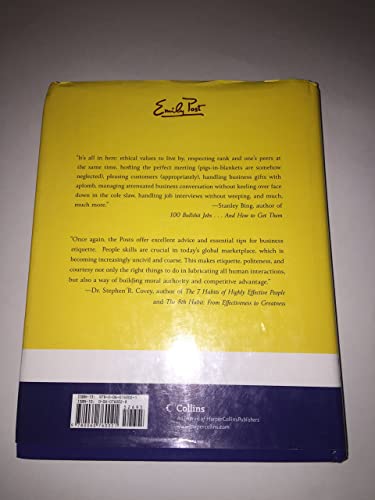 Emily Post
"It's all in here: ethical values to live by, respecting rank and one's peers at
the same time, hosting the perfect meeting (pigs-in-blankets are somehow
neglected), pleasing customers (appropriately), handling business gifts with
aplomb, managing attenuated business conversation without keeling over face
down in the cole slaw, handling job interviews without weeping, and much,
much more."
—Stanley Bing, author of
100 Bullshit Jobs . . . And How to Get Them
"Once again, the Posts offer excellent advice and essential tips for business
etiquette. People skills are crucial in today's global marketplace, which
is becoming increasingly uncivil and coarse. This makes etiquette, politeness, and
courtesy not only the right things to do in lubricating all human interactions,
but also a way of building moral authority and competitive advantage."
—Dr. Stephen R. Covey, author of The 7 Habits of Highly Effective People
and The 8th Habit: From Effectiveness to Greatness
Collins
of HarperCollinsPublishers
www.harpercollins.com
ISBN-13:
ISBN-10: